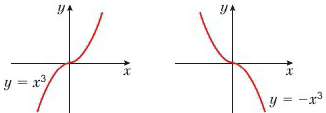 y
x
y = x³
y
x
y = −x³